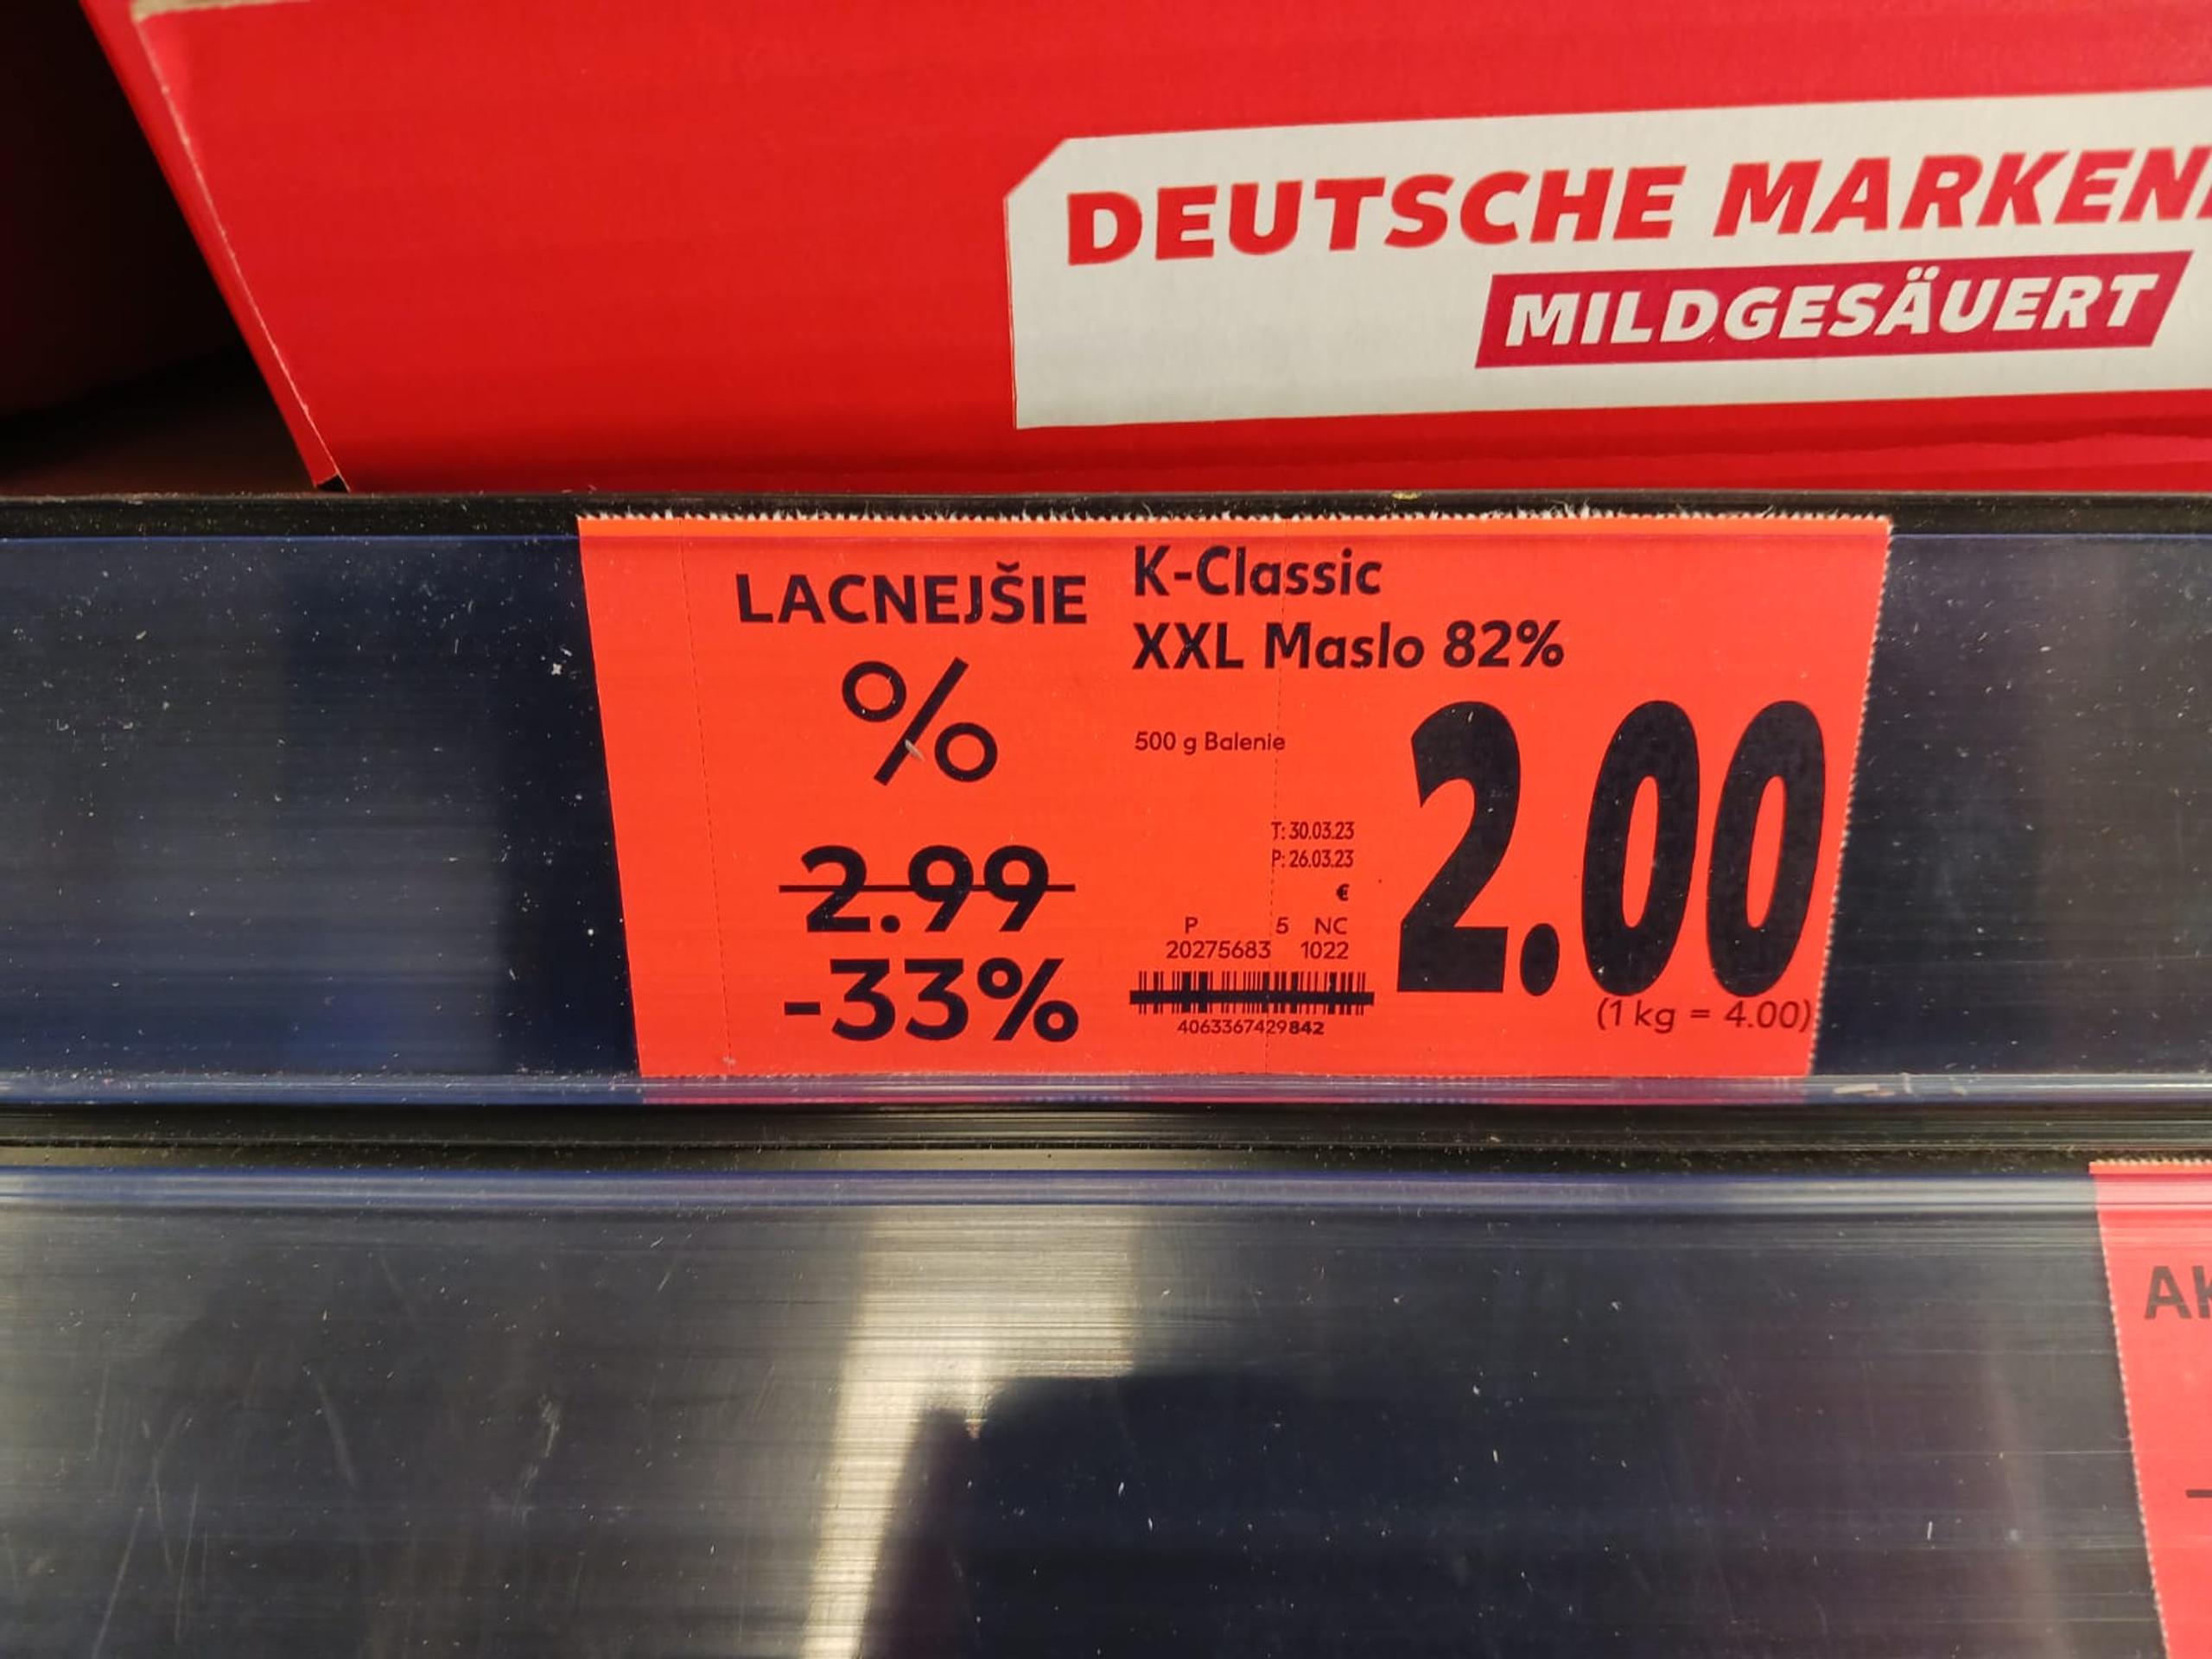 DEUTSCHE MARKEN
MILDGESÄUERT
LACNEJŠIE
%
2.99
-33%
K-Classic
XXL Maslo 82%
500 g Balenie
T: 30.03.23
P: 26.03.23
€
P 5 NC
20275683 1022
4063367429842
2.00
(1 kg = 4.00)